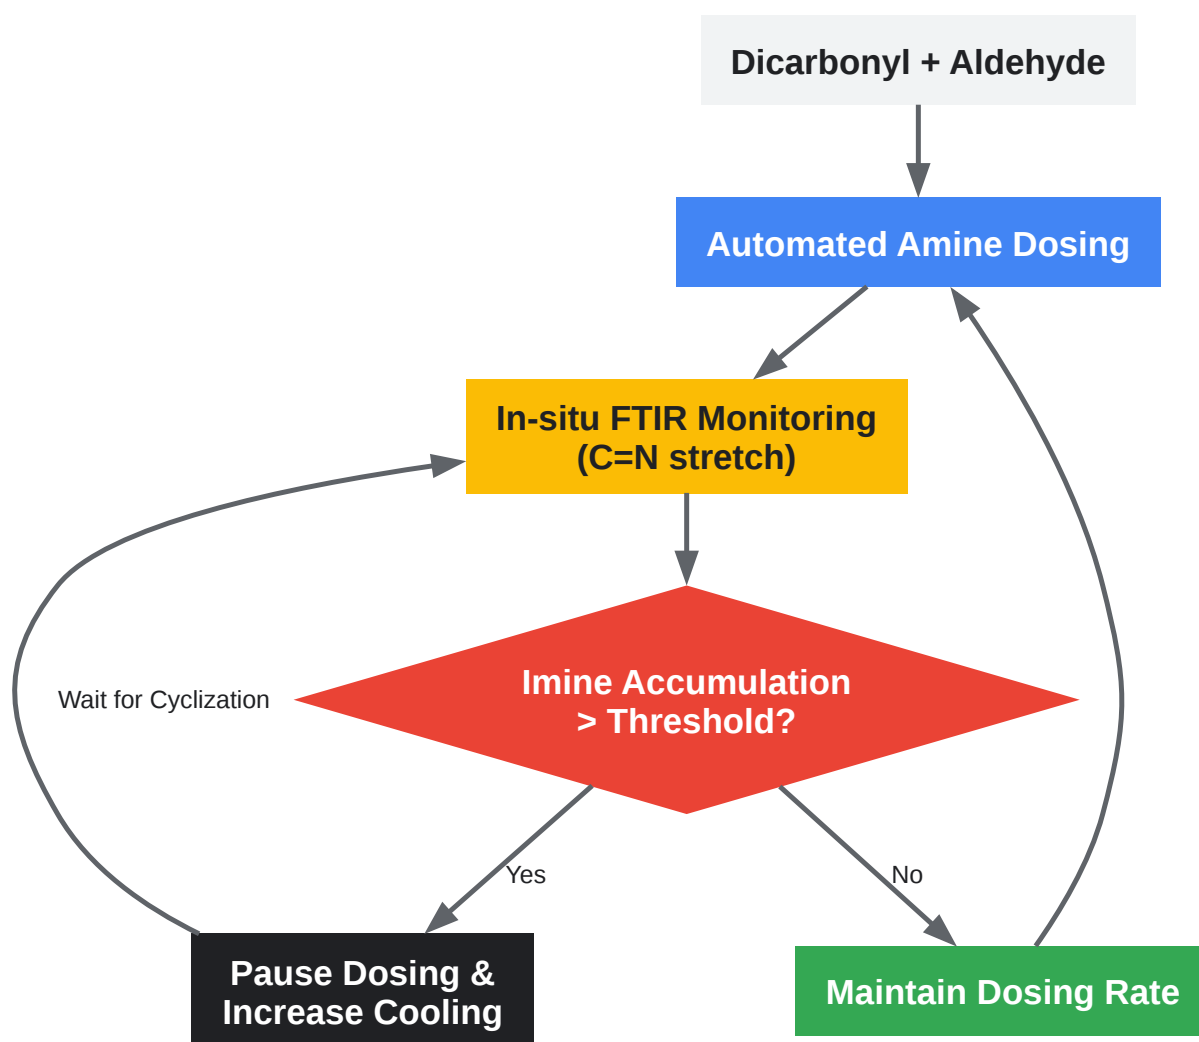 Dicarbonyl + Aldehyde
Automated Amine Dosing
In-situ FTIR Monitoring
(C=N stretch)
Wait for Cyclization
Imine Accumulation
> Threshold?
Yes
No
Pause Dosing &
Increase Cooling
Maintain Dosing Rate